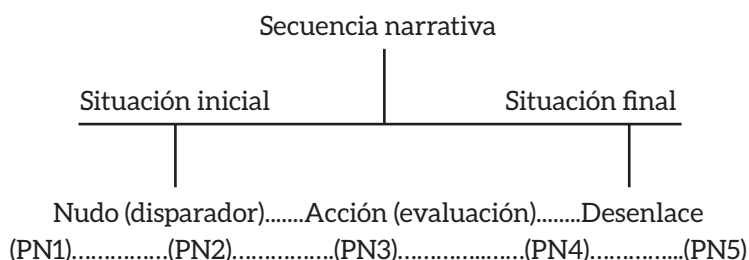 Secuencia narrativa
Situación inicial Situación final
Nudo (disparador).......Acción (evaluación)........Desenlace
(PN1)……………(PN2)…………….(PN3)…………..……(PN4)…………...(PN5)